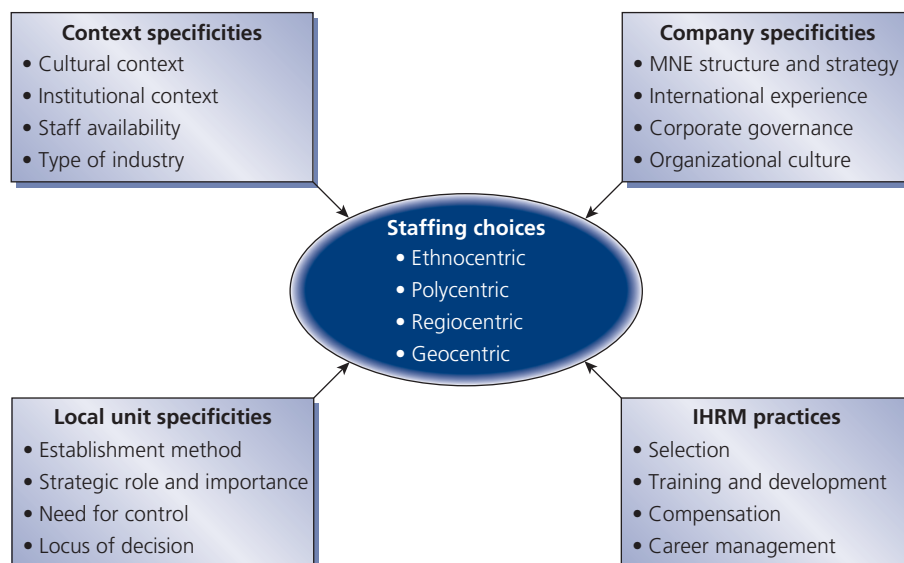 Context specificities
• Cultural context
• Institutional context
• Staff availability
• Type of industry
Company specificities
• MNE structure and strategy
• International experience
• Corporate governance
• Organizational culture
Staffing choices
• Ethnocentric
• Polycentric
• Regiocentric
• Geocentric
Local unit specificities
• Establishment method
• Strategic role and importance
• Need for control
• Locus of decision
IHRM practices
• Selection
• Training and development
• Compensation
• Career management